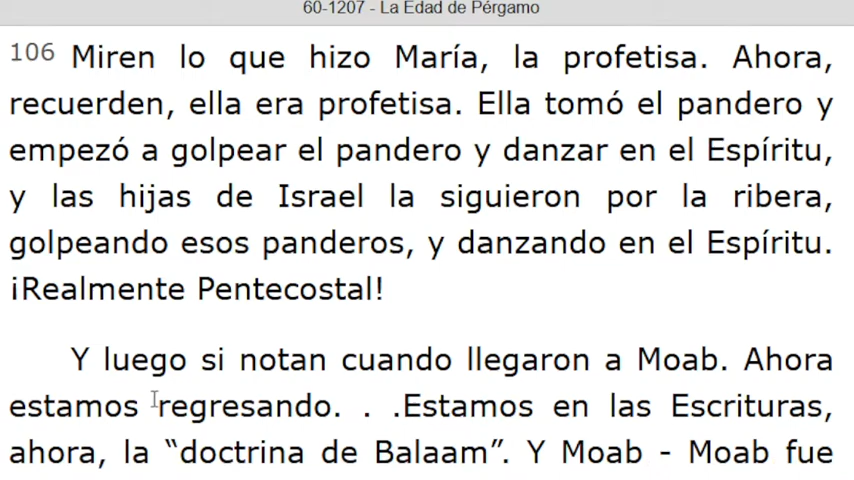 60-1207 - La Edad de Pérgamo
106 Miren lo que hizo María, la profetisa. Ahora,
recuerden, ella era profetisa. Ella tomó el pandero y
empezó a golpear el pandero y danzar en el Espíritu,
y las hijas de Israel la siguieron por la ribera,
golpeando esos panderos, y danzando en el Espíritu.
¡Realmente Pentecostal!
Y luego si notan cuando llegaron a Moab. Ahora
estamos regresando. . .Estamos en las Escrituras,
ahora, la “doctrina de Balaam”. Y Moab - Moab fue